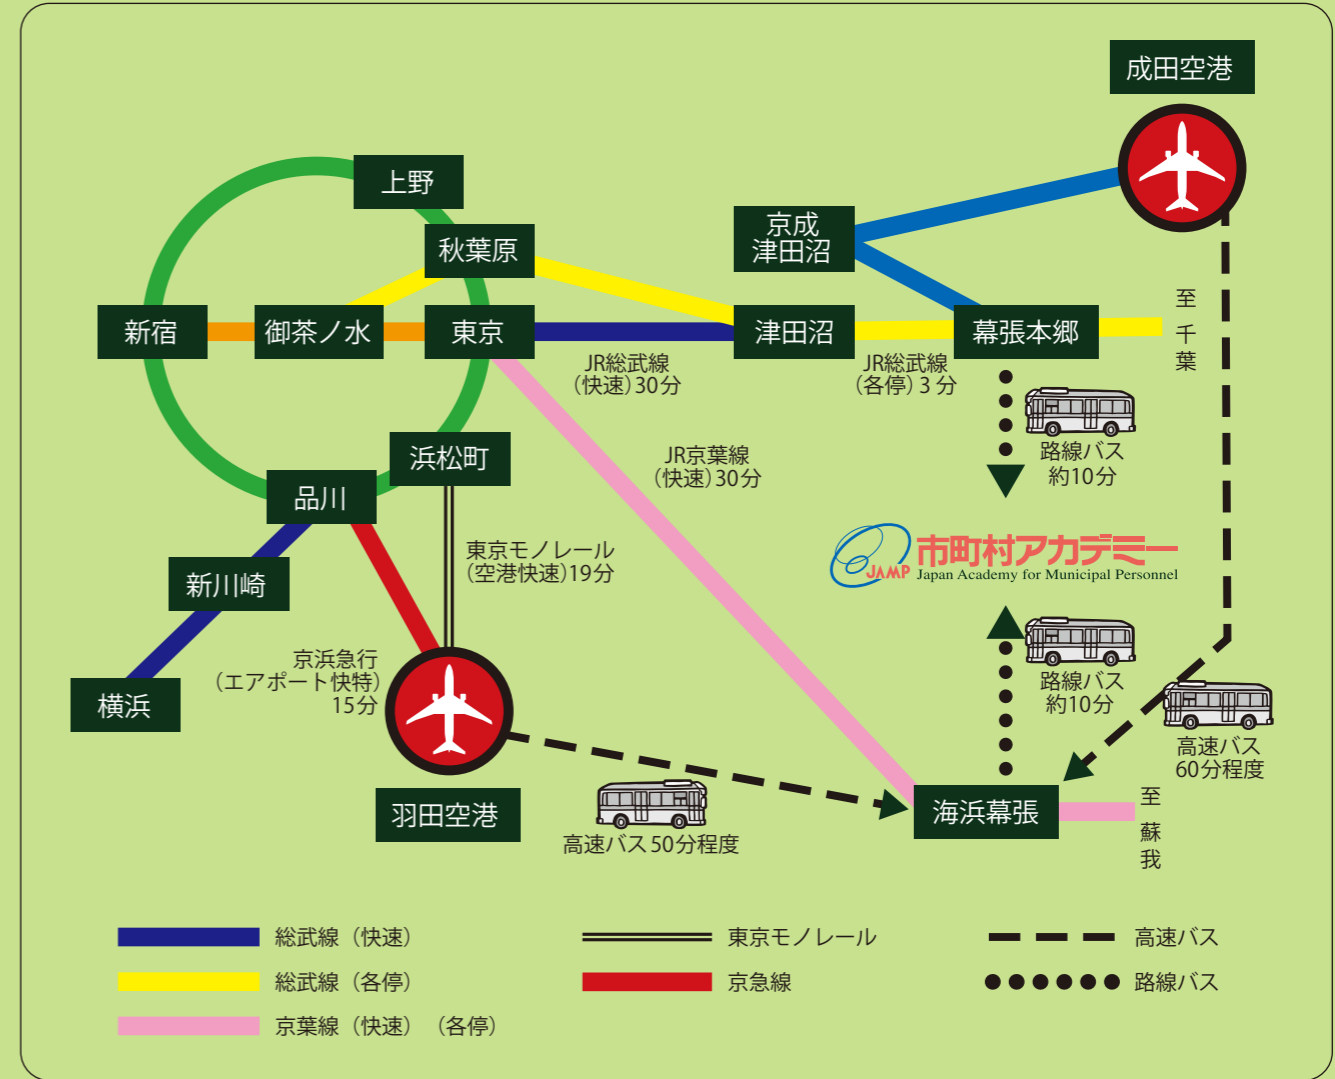 成田空港
上野
京成
津田沼
秋葉原
新宿
御茶ノ水
東京
津田沼
幕張本郷
至
千
葉
JR総武線
(快速)30分
JR総武線
(各停)3分
路線バス
約10分
浜松町
JR京葉線
(快速)30分
品川
市町村アカデミー
JAMP
Japan Academy for Municipal Personnel
東京モノレール
(空港快速)19分
新川崎
京浜急行
(エアポート快特)
15分
横浜
路線バス
約10分
高速バス
60分程度
羽田空港
高速バス50分程度
海浜幕張
至
蘇
我
総武線(快速)
東京モノレール
高速バス
総武線(各停)
京急線
路線バス
京葉線(快速)(各停)